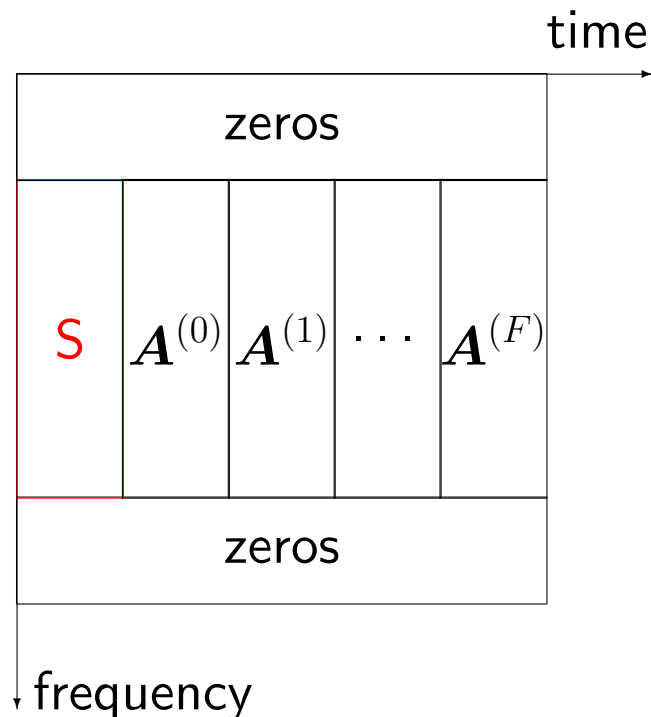 time
zeros
S A^(0) A^(1) ... A^(F)
zeros
frequency